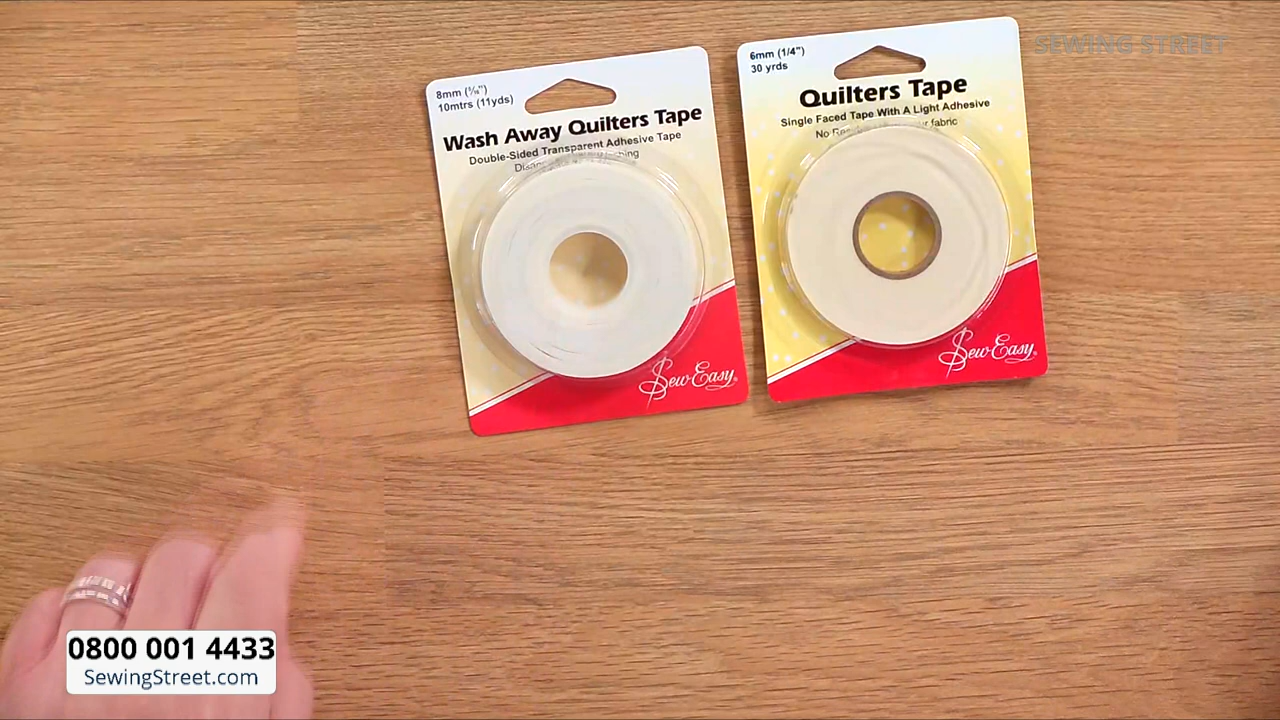 SEWING STREET
8mm (5/16")
10mtrs (11yds)
Wash Away Quilters Tape
Double-Sided Transparent Adhesive Tape
Sew Easy
6mm (1/4")
30 yrds
Quilters Tape
Single Faced Tape With A Light Adhesive
No fabric
Sew Easy
0800 001 4433
SewingStreet.com